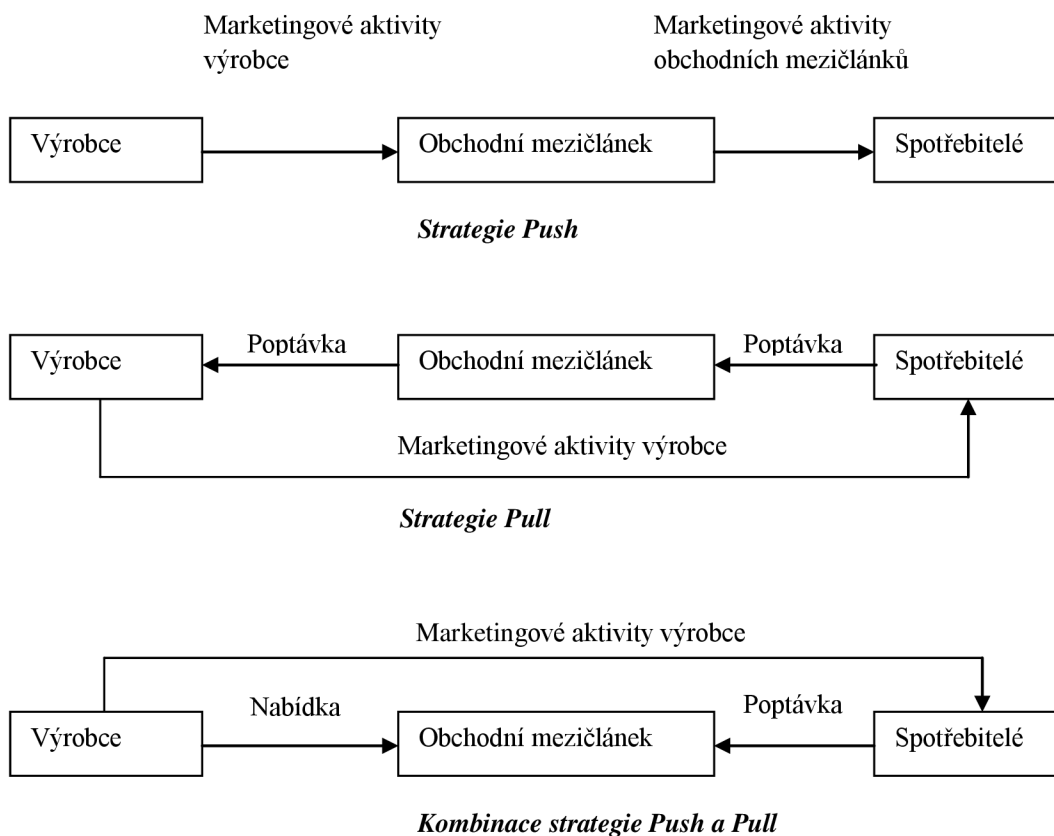 Marketingové aktivity
výrobce
Marketingové aktivity
obchodních mezičlánků
Výrobce
Obchodní mezičlánek
Spotřebitelé
Strategie Push
Výrobce
Poptávka
Obchodní mezičlánek
Poptávka
Spotřebitelé
Marketingové aktivity výrobce
Strategie Pull
Marketingové aktivity výrobce
Výrobce
Nabídka
Obchodní mezičlánek
Poptávka
Spotřebitelé
Kombinace strategie Push a Pull